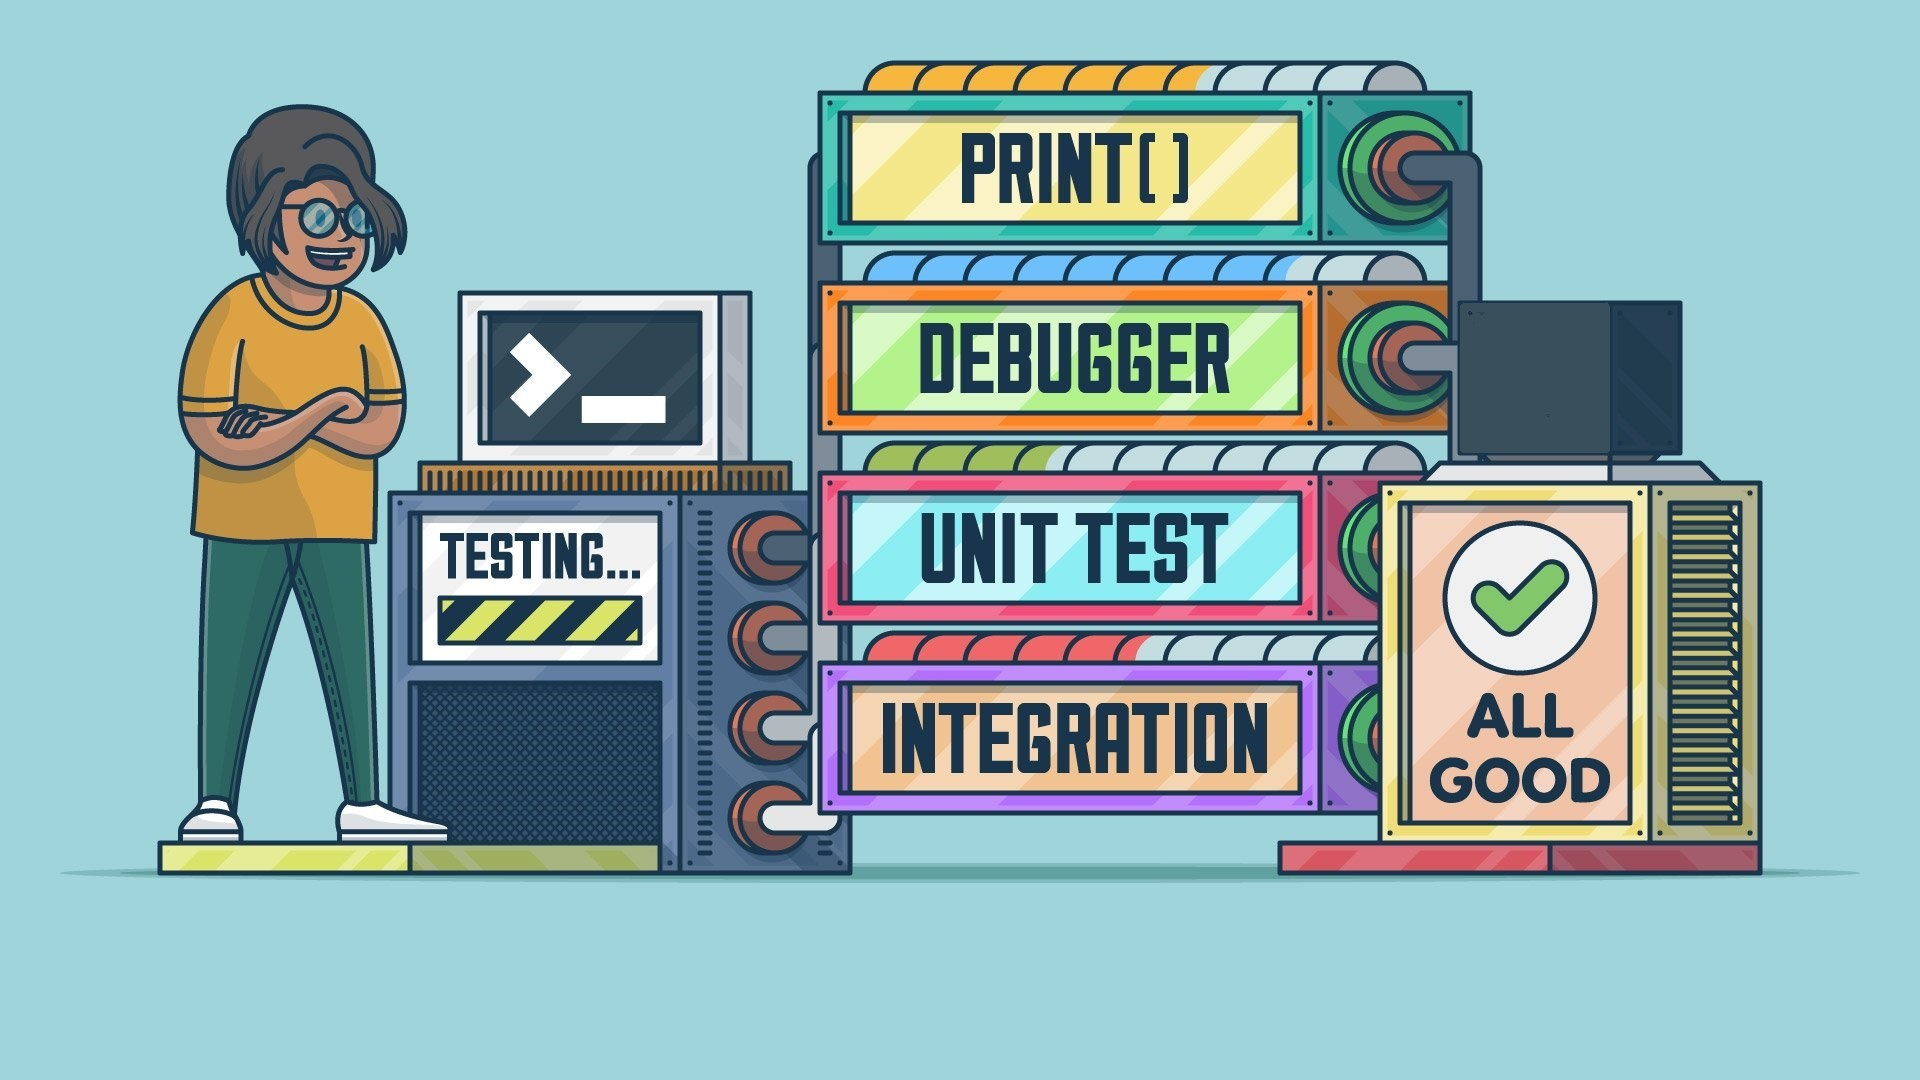 PRINT( )
DEBUGGER
>_
TESTING...
UNIT TEST
INTEGRATION
ALL
GOOD